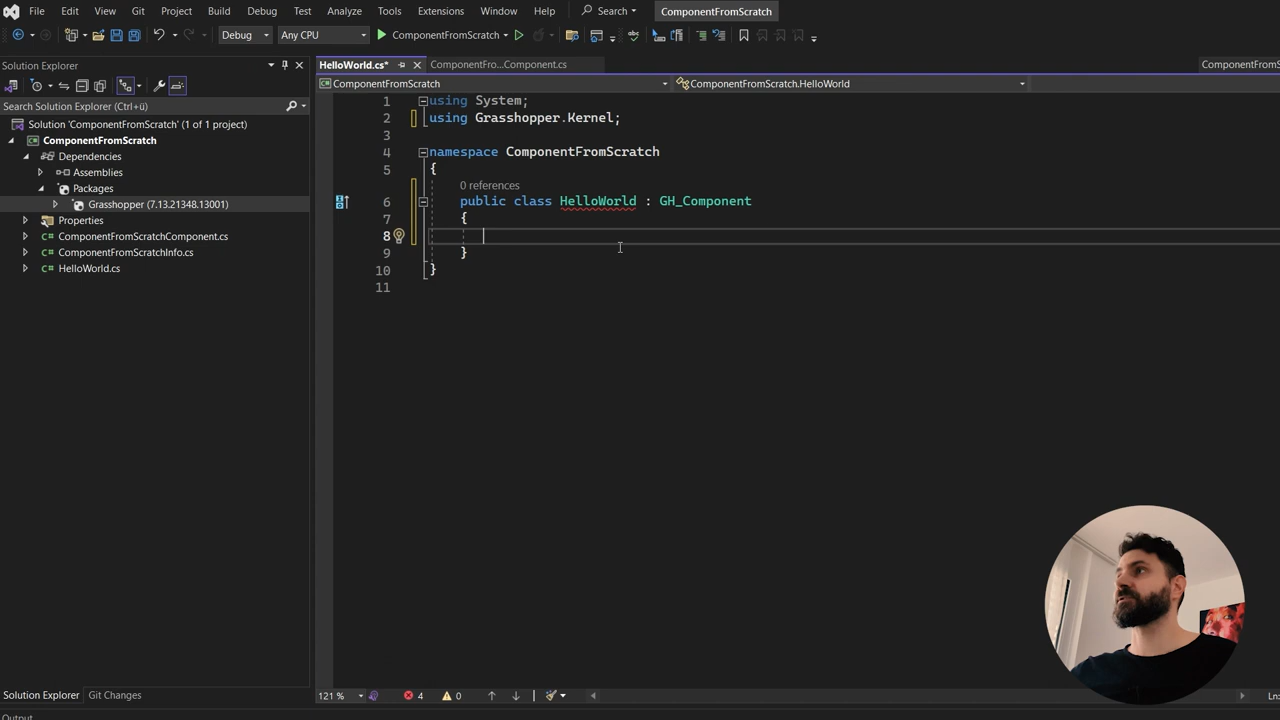 File Edit View Git Project Build Debug Test Analyze Tools Extensions Window Help Search ComponentFromScratch
Debug Any CPU ComponentFromScratch
Solution Explorer
Search Solution Explorer (Ctrl+ü)
Solution 'ComponentFromScratch' (1 of 1 project)
ComponentFromScratch
Dependencies
Assemblies
Packages
Grasshopper (7.13.21348.13001)
Properties
ComponentFromScratchComponent.cs
ComponentFromScratchInfo.cs
HelloWorld.cs
Solution Explorer Git Changes
Output
HelloWorld.cs* ComponentFro...Component.cs ComponentFromS
ComponentFromScratch ComponentFromScratch.HelloWorld
1 using System;
2 using Grasshopper.Kernel;
3
4 namespace ComponentFromScratch
5 {
0 references
6 public class HelloWorld : GH_Component
7 {
8
9 }
10 }
11
121 % 4 0 Ln: